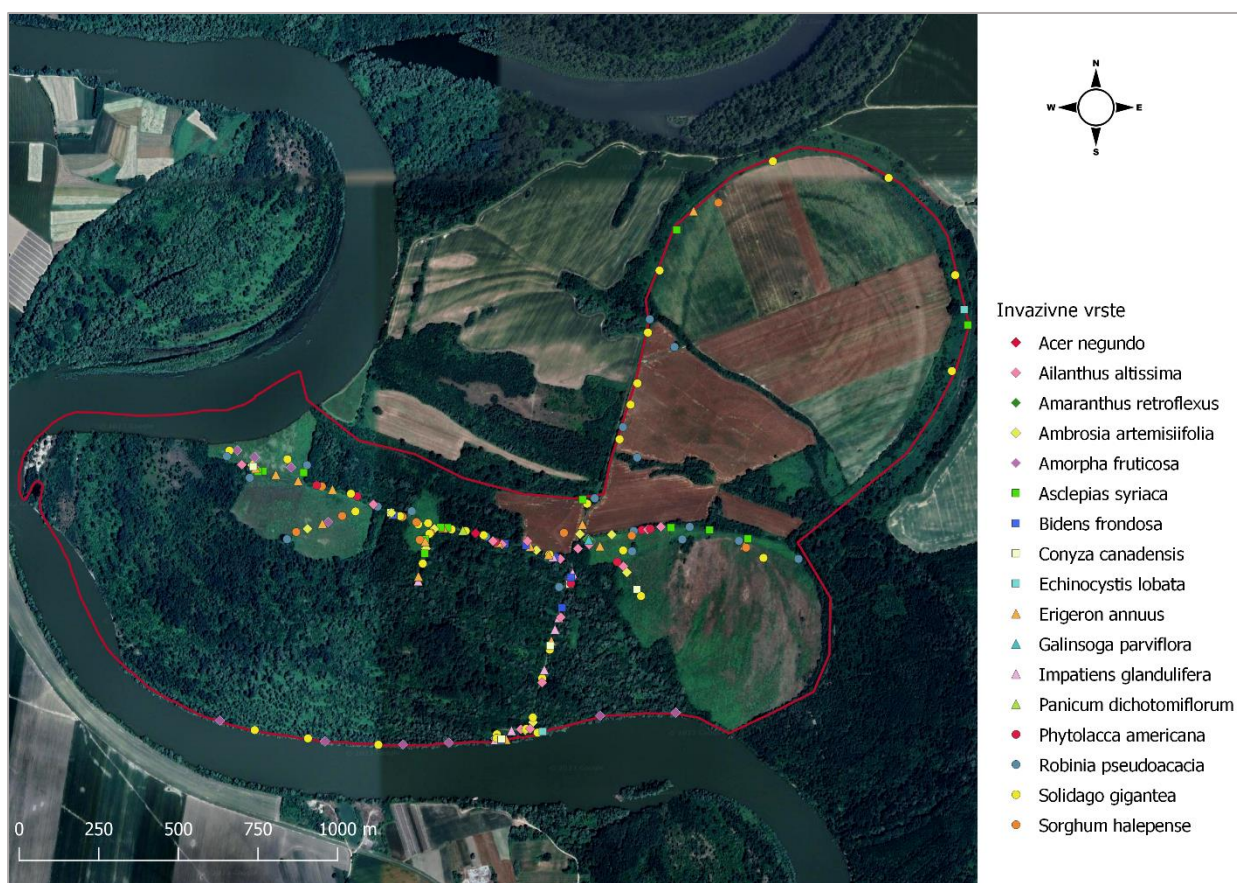 N
W E
S
Invazivne vrste
Acer negundo
Ailanthus altissima
Amaranthus retroflexus
Ambrosia artemisiifolia
Amorpha fruticosa
Asclepias syriaca
Bidens frondosa
Conyza canadensis
Echinocystis lobata
Erigeron annuus
Galinsoga parviflora
Impatiens glandulifera
Panicum dichotomiflorum
Phytolacca americana
Robinia pseudoacacia
Solidago gigantea
Sorghum halepense
0 250 500 750 1000 m